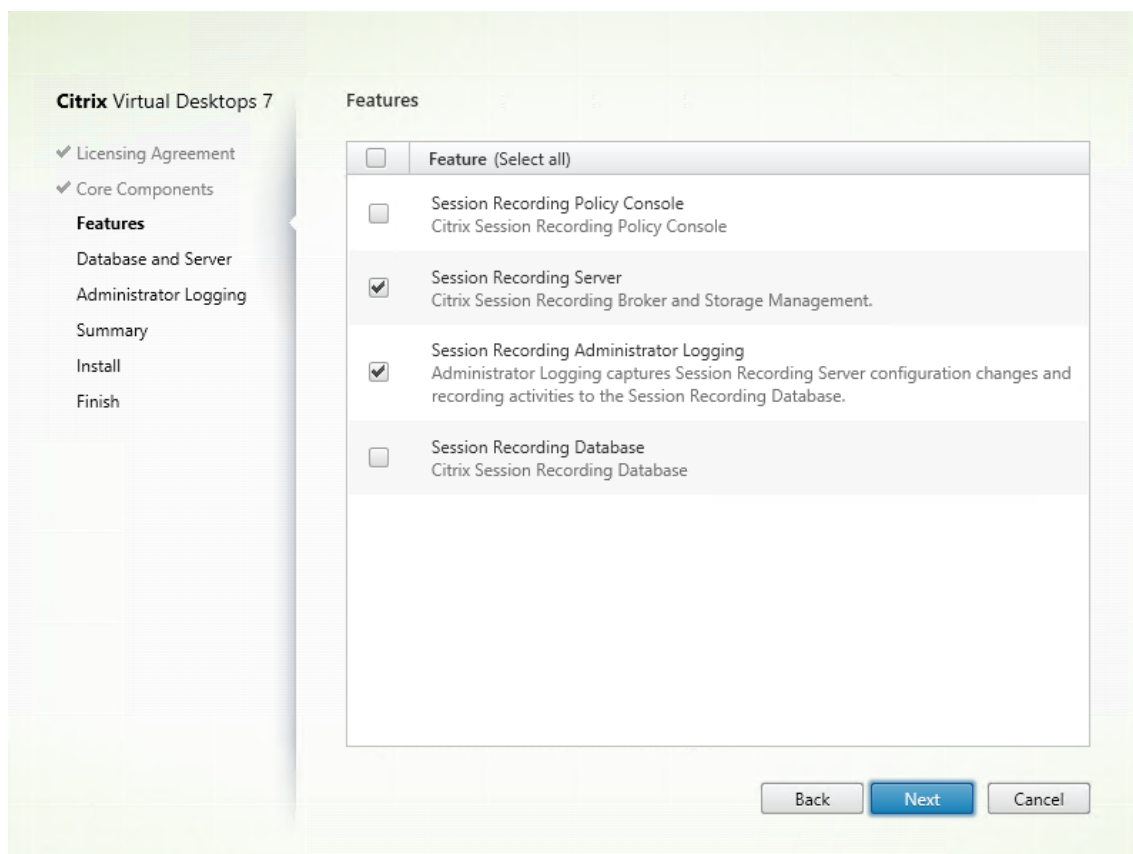 Citrix Virtual Desktops 7
Licensing Agreement
Core Components
Features
Database and Server
Administrator Logging
Summary
Install
Finish
Features
Feature (Select all)
Session Recording Policy Console
Citrix Session Recording Policy Console
Session Recording Server
Citrix Session Recording Broker and Storage Management.
Session Recording Administrator Logging
Administrator Logging captures Session Recording Server configuration changes and
recording activities to the Session Recording Database.
Session Recording Database
Citrix Session Recording Database
Back
Next
Cancel